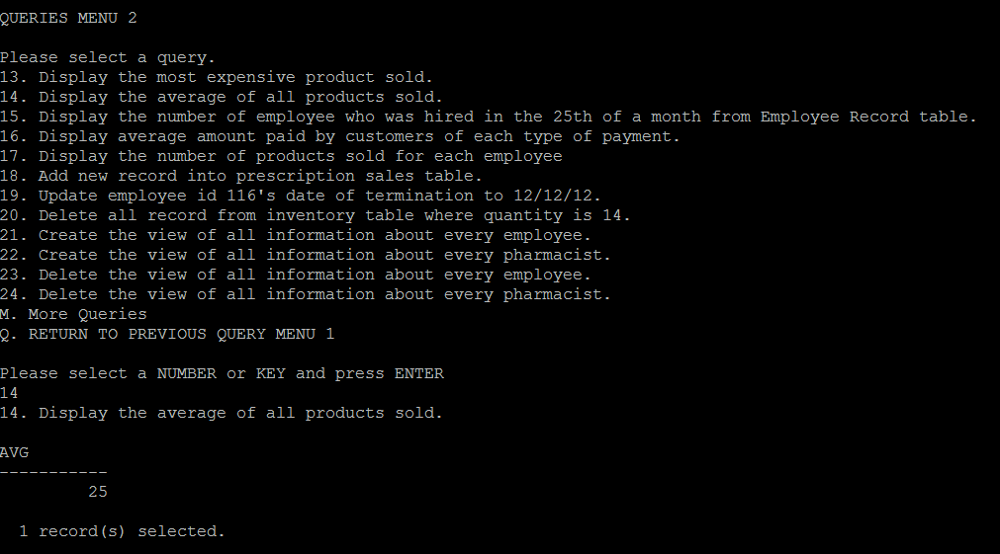 QUERIES MENU 2
Please select a query.
13. Display the most expensive product sold.
14. Display the average of all products sold.
15. Display the number of employee who was hired in the 25th of a month from Employee Record table.
16. Display average amount paid by customers of each type of payment.
17. Display the number of products sold for each employee
18. Add new record into prescription sales table.
19. Update employee id 116's date of termination to 12/12/12.
20. Delete all record from inventory table where quantity is 14.
21. Create the view of all information about every employee.
22. Create the view of all information about every pharmacist.
23. Delete the view of all information about every employee.
24. Delete the view of all information about every pharmacist.
M. More Queries
Q. RETURN TO PREVIOUS QUERY MENU 1
Please select a NUMBER or KEY and press ENTER
14
14. Display the average of all products sold.
AVG
-----------
25
1 record(s) selected.